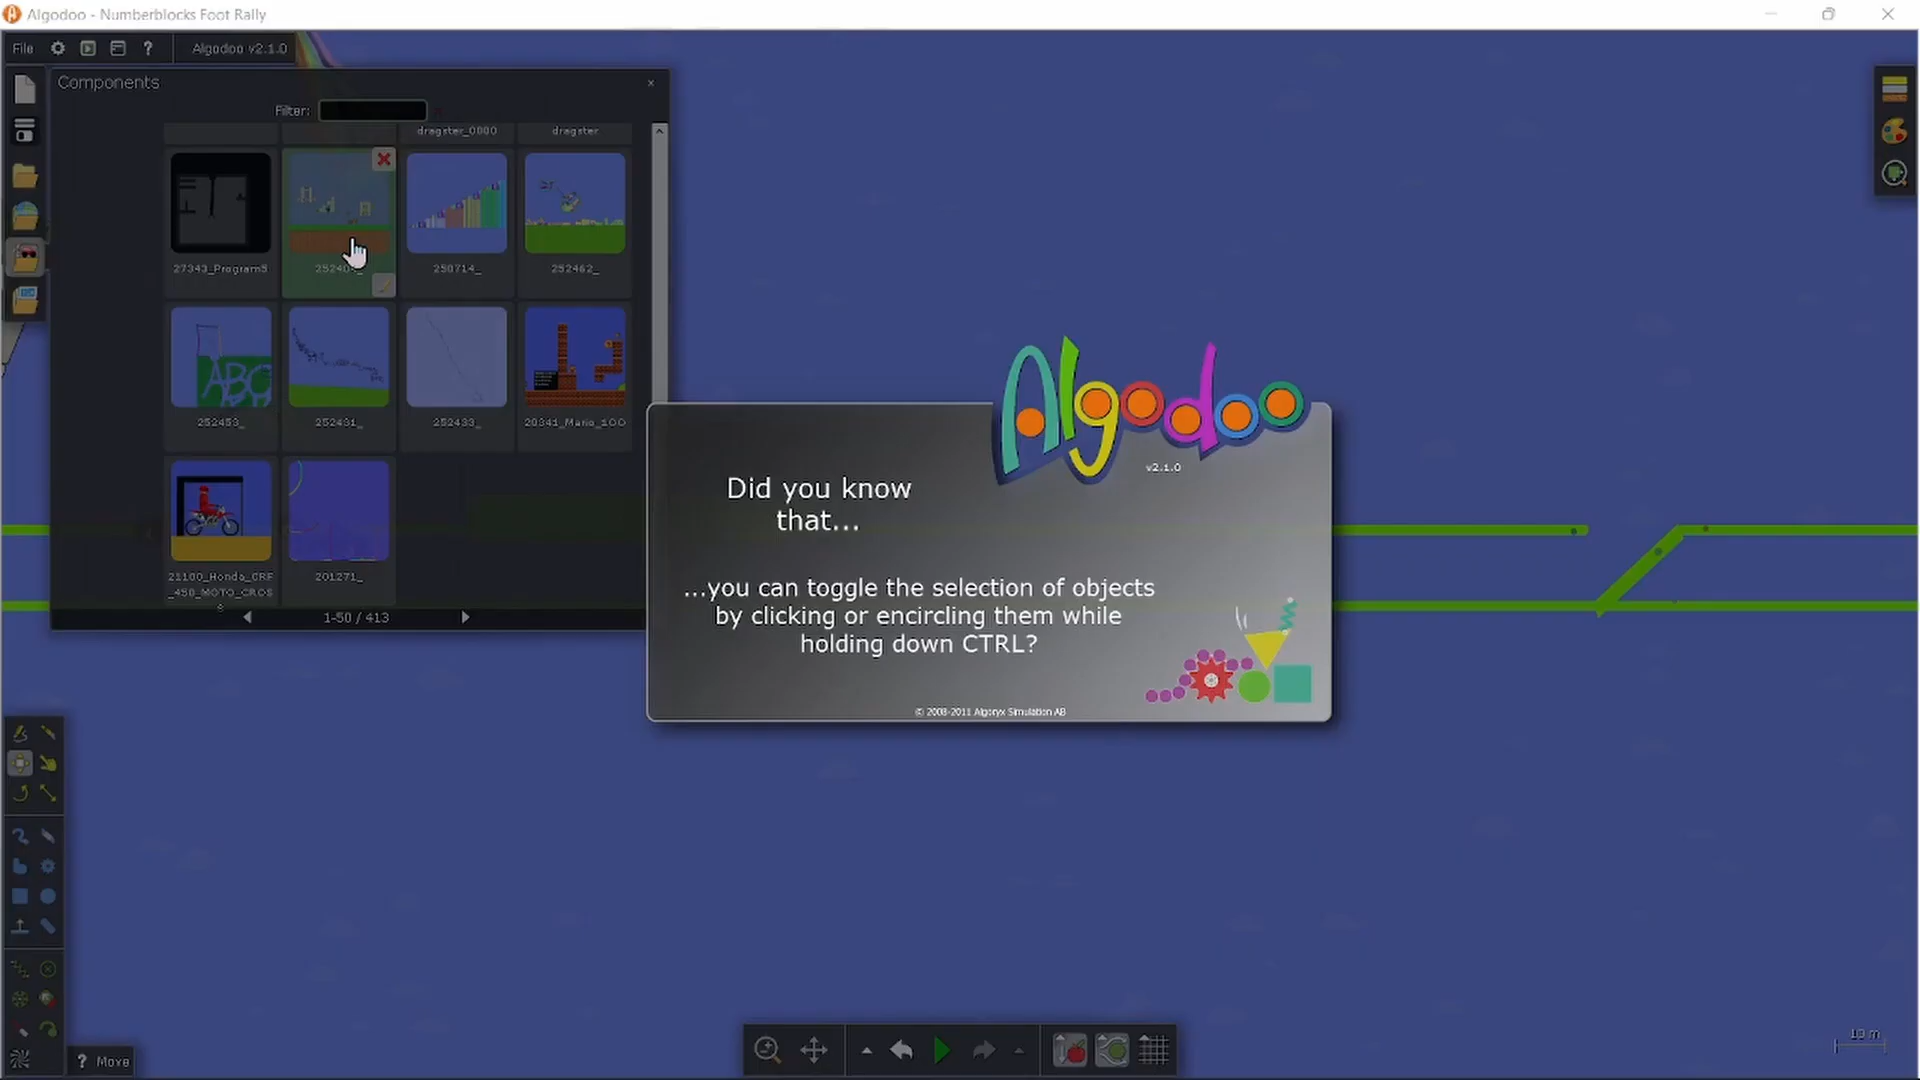 Algodoo - Numberblocks Foot Rally
File
?
Algodoo v2.1.0
Components
Filter:
dragster_0000
dragster
27343_Program5
250714_
252462_
ABC
252453_
252431_
252433_
20341_Mario_100
21100_Honda_CRF
_450_MOTO_CROS
s
201271_
1-50 / 413
Algodoo
v2.1.0
Did you know
that...
...you can toggle the selection of objects
by clicking or encircling them while
holding down CTRL?
© 2008-2011 Algoryx Simulation AB
? Move
10 m